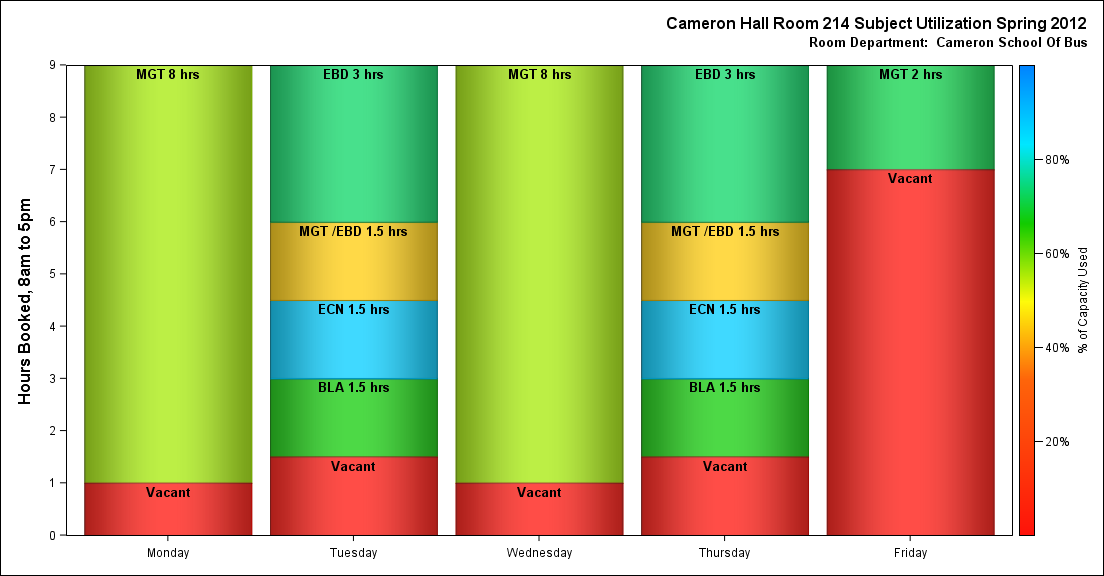 Cameron Hall Room 214 Subject Utilization Spring 2012
Room Department:  Cameron School Of Bus
Hours Booked, 8am to 5pm
9
8
7
6
5
4
3
2
1
0
MGT 8 hrs
Vacant
EBD 3 hrs
MGT /EBD 1.5 hrs
ECN 1.5 hrs
BLA 1.5 hrs
Vacant
MGT 8 hrs
Vacant
EBD 3 hrs
MGT /EBD 1.5 hrs
ECN 1.5 hrs
BLA 1.5 hrs
Vacant
MGT 2 hrs
Vacant
Monday
Tuesday
Wednesday
Thursday
Friday
80%
60%
40%
20%
% of Capacity Used